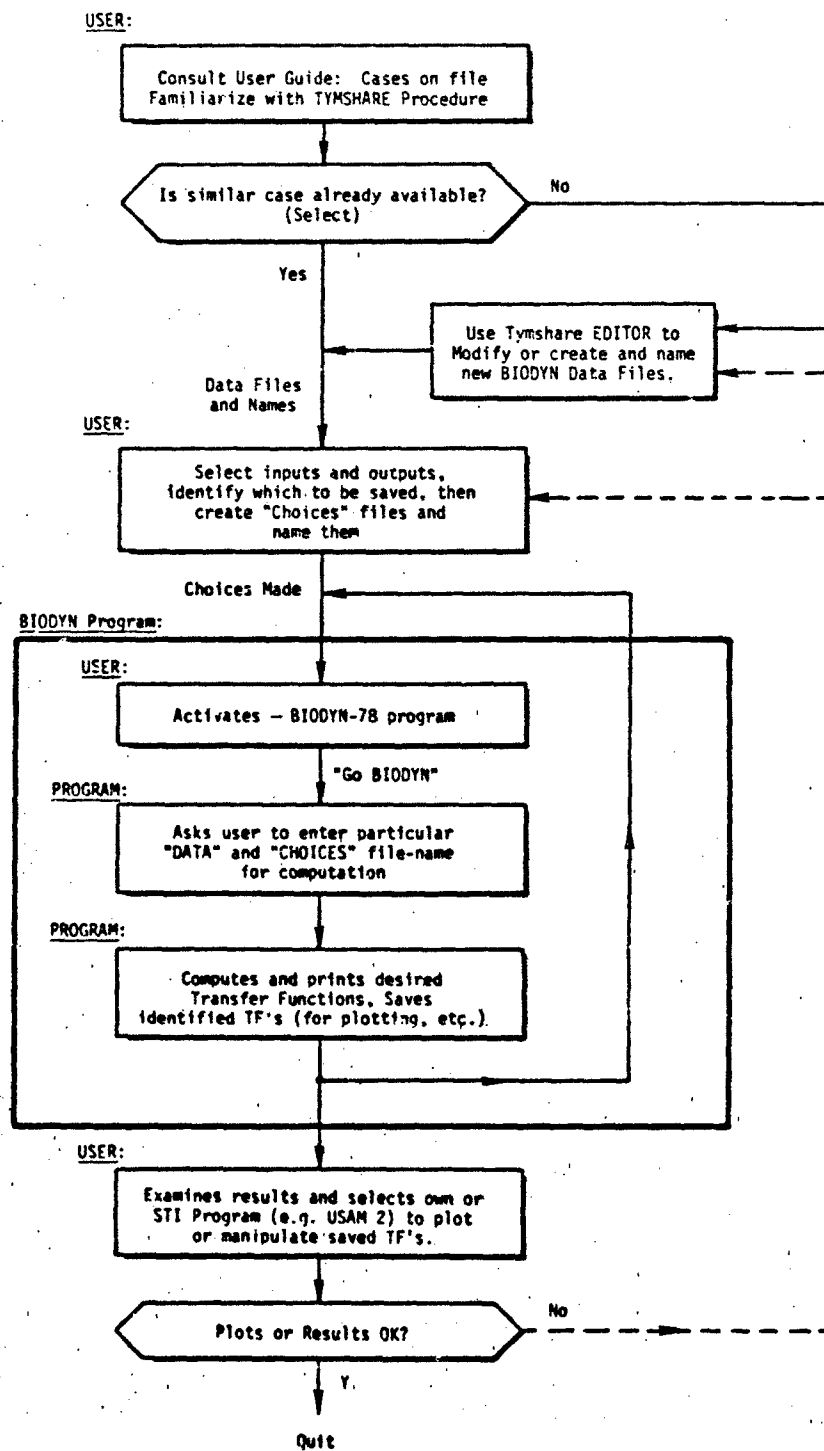 USER:
Consult User Guide: Cases on file
Familiarize with TYMSHARE Procedure
Is similar case already available?
(Select)
No
Yes
Use Tymshare EDITOR to
Modify or create and name
new BIODYN Data Files.
Data Files
and Names
USER:
Select inputs and outputs,
identify which to be saved, then
create "Choices" files and
name them
Choices Made
BIODYN Program:
USER:
Activates — BIODYN-78 program
"Go BIODYN"
PROGRAM:
Asks user to enter particular
"DATA" and "CHOICES" file-name
for computation
PROGRAM:
Computes and prints desired
Transfer Functions, Saves
identified TF's (for plotting, etc.)
USER:
Examines results and selects own or
STI Program (e.g. USAM 2) to plot
or manipulate saved TF's.
Plots or Results OK?
No
Y.
Quit